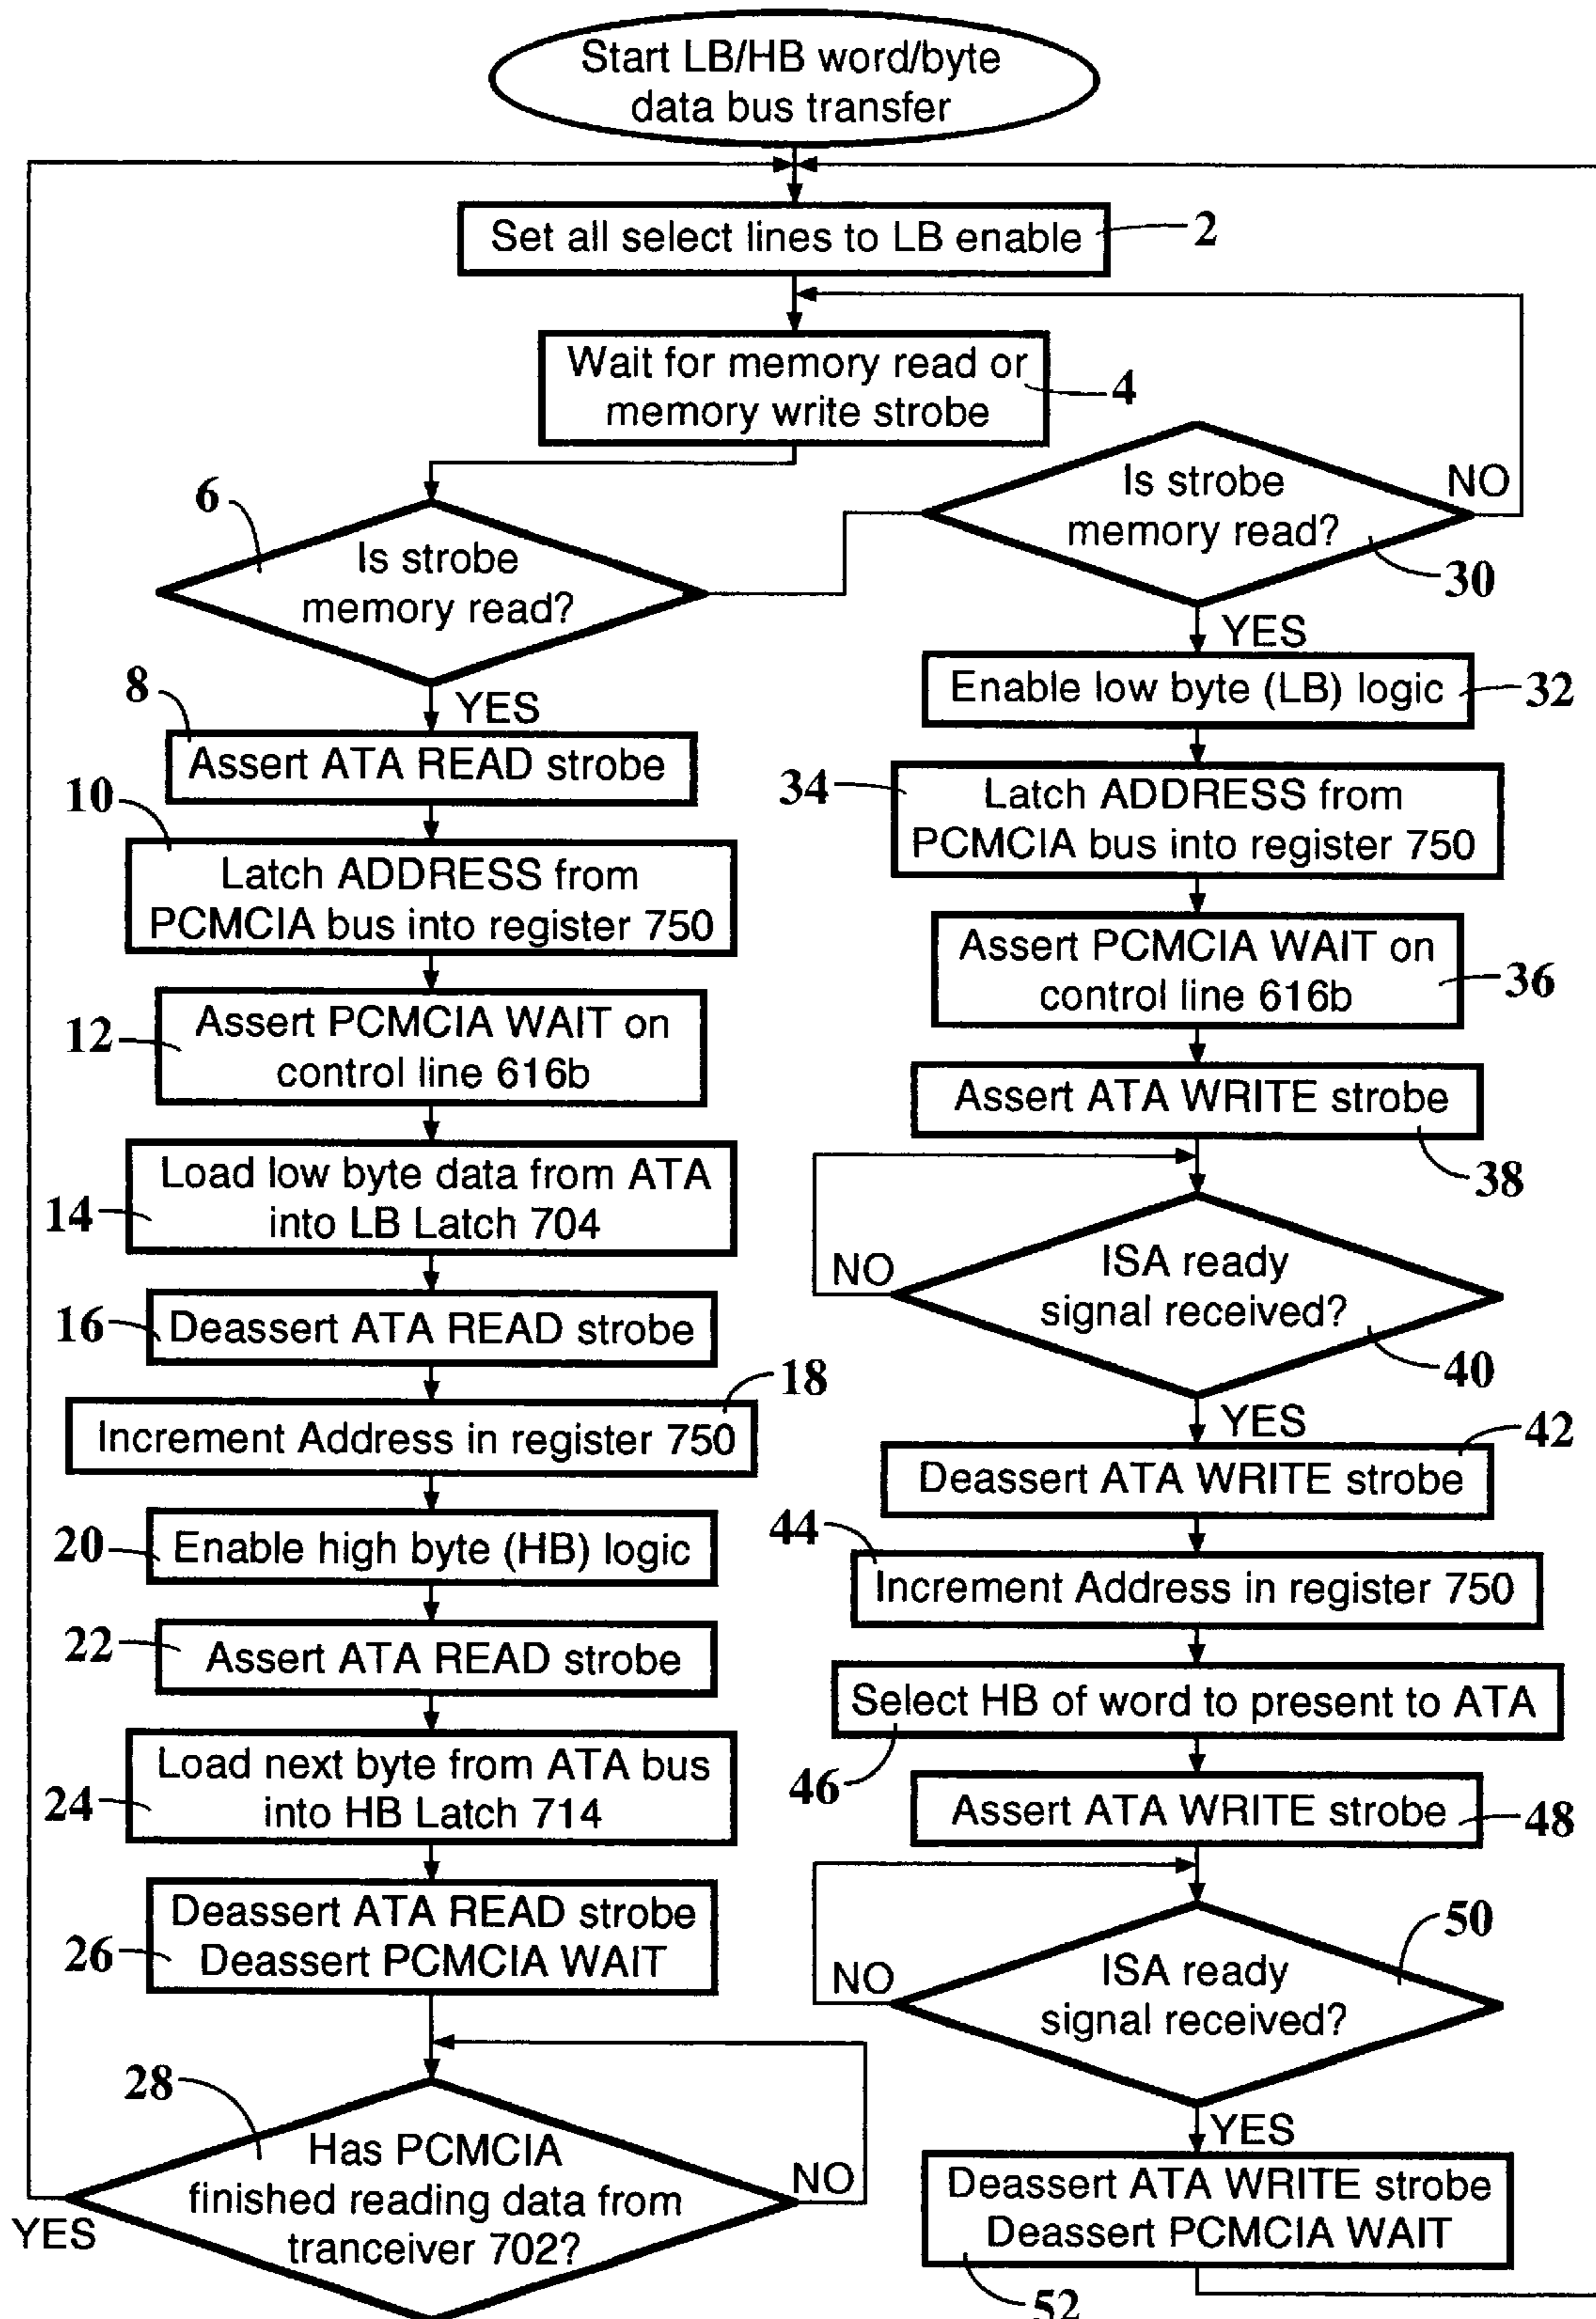 Start LB/HB word/byte
data bus transfer
Set all select lines to LB enable
2
Wait for memory read or
memory write strobe
4
6
Is strobe
memory read?
YES
8
Assert ATA READ strobe
10
Latch ADDRESS from
PCMCIA bus into register 750
12
Assert PCMCIA WAIT on
control line 616b
14
Load low byte data from ATA
into LB Latch 704
16
Deassert ATA READ strobe
18
Increment Address in register 750
20
Enable high byte (HB) logic
22
Assert ATA READ strobe
24
Load next byte from ATA bus
into HB Latch 714
26
Deassert ATA READ strobe
Deassert PCMCIA WAIT
28
Has PCMCIA
finished reading data from
tranceiver 702?
NO
YES
Is strobe
memory read?
NO
30
YES
Enable low byte (LB) logic
32
34
Latch ADDRESS from
PCMCIA bus into register 750
Assert PCMCIA WAIT on
control line 616b
36
Assert ATA WRITE strobe
38
ISA ready
signal received?
NO
40
YES
42
Deassert ATA WRITE strobe
44
Increment Address in register 750
Select HB of word to present to ATA
46
Assert ATA WRITE strobe
48
50
ISA ready
signal received?
NO
YES
Deassert ATA WRITE strobe
Deassert PCMCIA WAIT
52